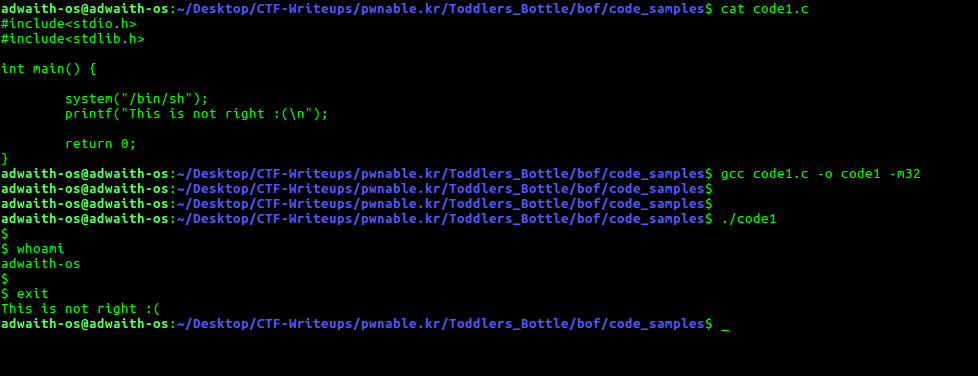 adwaith-os@adwaith-os:~/Desktop/CTF-Writeups/pwnable.kr/Toddlers_Bottle/bof/code_samples$ cat code1.c
#include<stdio.h>
#include<stdlib.h>
int main() {
system("/bin/sh");
printf("This is not right :(\n");
return 0;
}
adwaith-os@adwaith-os:~/Desktop/CTF-Writeups/pwnable.kr/Toddlers_Bottle/bof/code_samples$ gcc code1.c -o code1 -m32
adwaith-os@adwaith-os:~/Desktop/CTF-Writeups/pwnable.kr/Toddlers_Bottle/bof/code_samples$
adwaith-os@adwaith-os:~/Desktop/CTF-Writeups/pwnable.kr/Toddlers_Bottle/bof/code_samples$
adwaith-os@adwaith-os:~/Desktop/CTF-Writeups/pwnable.kr/Toddlers_Bottle/bof/code_samples$ ./code1
$
$ whoami
adwaith-os
$
$ exit
This is not right :(
adwaith-os@adwaith-os:~/Desktop/CTF-Writeups/pwnable.kr/Toddlers_Bottle/bof/code_samples$ _